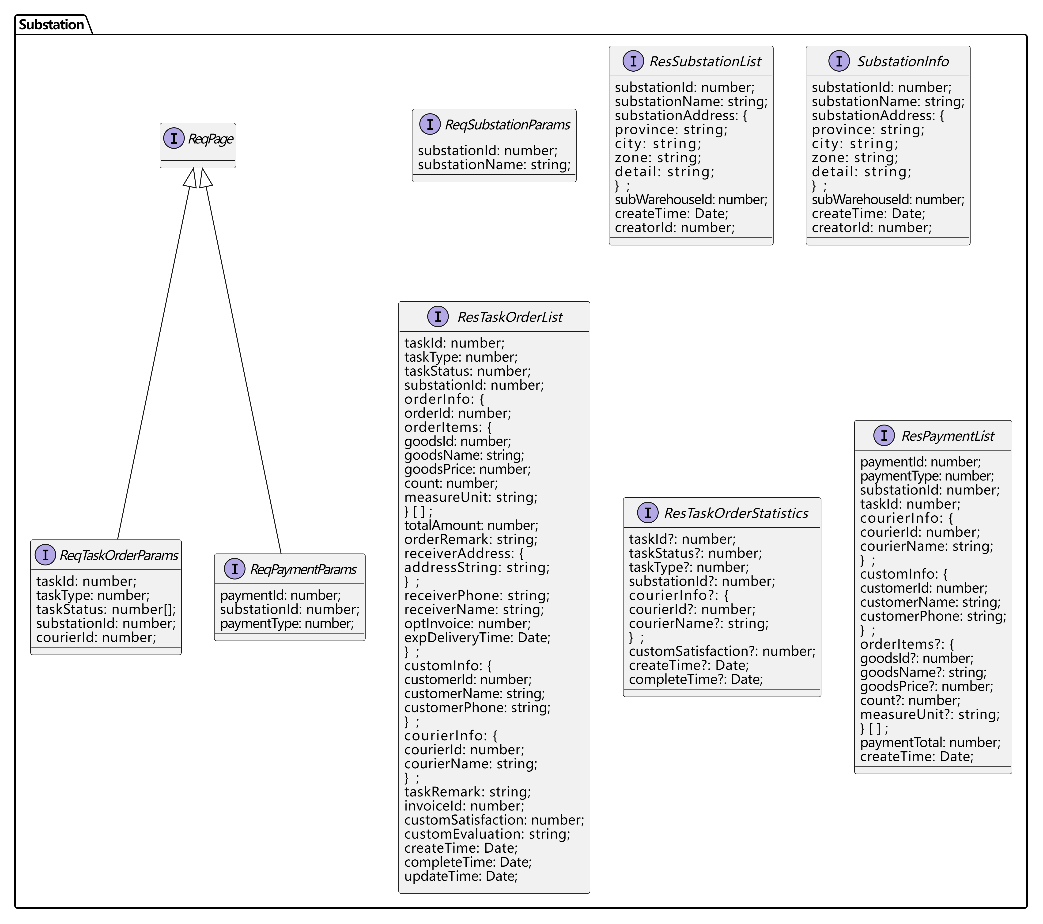 Substation
I ReqPage
I ReqSubstationParams
substationId: number;
substationName: string;
I ResSubstationList
substationId: number;
substationName: string;
substationAddress: {
province: string;
city: string;
zone: string;
detail: string;
} ;
subWarehouseId: number;
createTime: Date;
creatorId: number;
I SubstationInfo
substationId: number;
substationName: string;
substationAddress: {
province: string;
city: string;
zone: string;
detail: string;
} ;
subWarehouseId: number;
createTime: Date;
creatorId: number;
I ReqTaskOrderParams
taskId: number;
taskType: number;
taskStatus: number[];
substationId: number;
courierId: number;
I ReqPaymentParams
paymentId: number;
substationId: number;
paymentType: number;
I ResTaskOrderList
taskId: number;
taskType: number;
taskStatus: number;
substationId: number;
orderInfo: {
orderId: number;
orderItems: {
goodsId: number;
goodsName: string;
goodsPrice: number;
count: number;
measureUnit: string;
} [ ] ;
totalAmount: number;
orderRemark: string;
receiverAddress: {
addressString: string;
} ;
receiverPhone: string;
receiverName: string;
optInvoice: number;
expDeliveryTime: Date;
} ;
customInfo: {
customerId: number;
customerName: string;
customerPhone: string;
} ;
courierInfo: {
courierId: number;
courierName: string;
} ;
taskRemark: string;
invoiceId: number;
customSatisfaction: number;
customEvaluation: string;
createTime: Date;
completeTime: Date;
updateTime: Date;
I ResTaskOrderStatistics
taskId?: number;
taskStatus?: number;
taskType?: number;
substationId?: number;
courierInfo?: {
courierId?: number;
courierName?: string;
} ;
customSatisfaction?: number;
createTime?: Date;
completeTime?: Date;
I ResPaymentList
paymentId: number;
paymentType: number;
substationId: number;
taskId: number;
courierInfo: {
courierId: number;
courierName: string;
} ;
customInfo: {
customerId: number;
customerName: string;
customerPhone: string;
} ;
orderItems?: {
goodsId?: number;
goodsName?: string;
goodsPrice?: number;
count?: number;
measureUnit?: string;
} [ ] ;
paymentTotal: number;
createTime: Date;